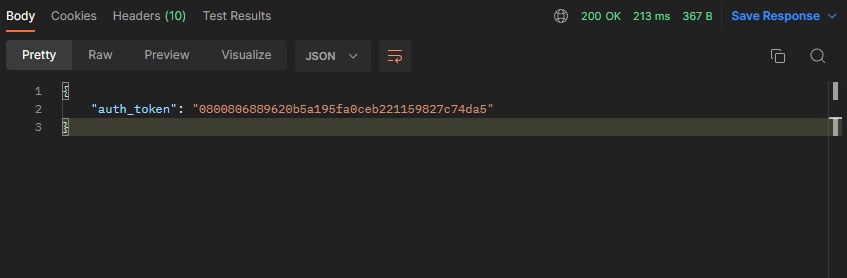 Body Cookies Headers (10) Test Results 200 OK 213 ms 367 B Save Response
Pretty Raw Preview Visualize JSON
1 {
2 "auth_token": "0800806889620b5a195fa0ceb221159827c74da5"
3 }